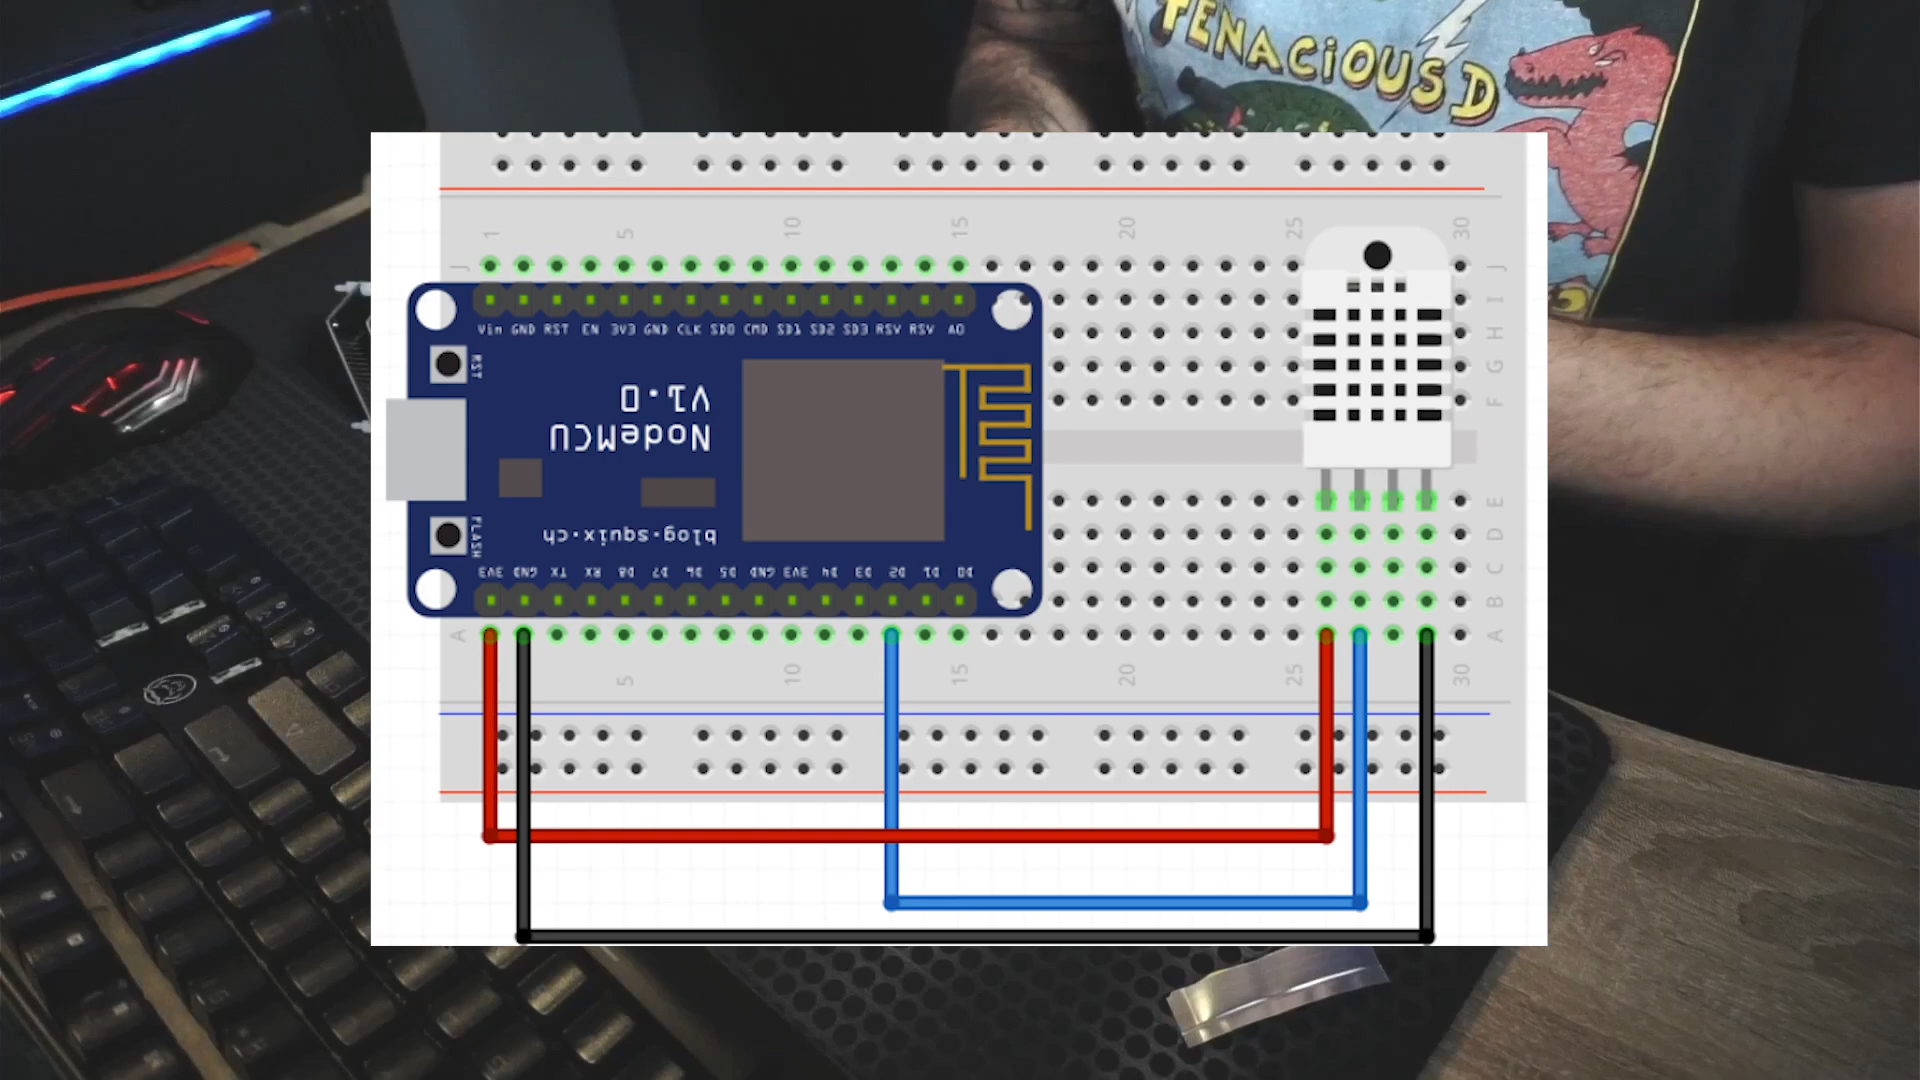 TENACiOUS D
1 5 10 15 20 25 30
J J
I
H
G
F
Vin GND RST EN 3V3 GND CLK SD0 CMD SD1 SD2 SD3 RSV RSV A0
RST
V1.0
NodeMCU
blog.squix.ch
FLASH
3V3 GND TX RX D8 D7 D6 D5 GND 3V3 D4 D3 D2 D1 D0
E
D
C
B
A A
5 10 15 20 25 30